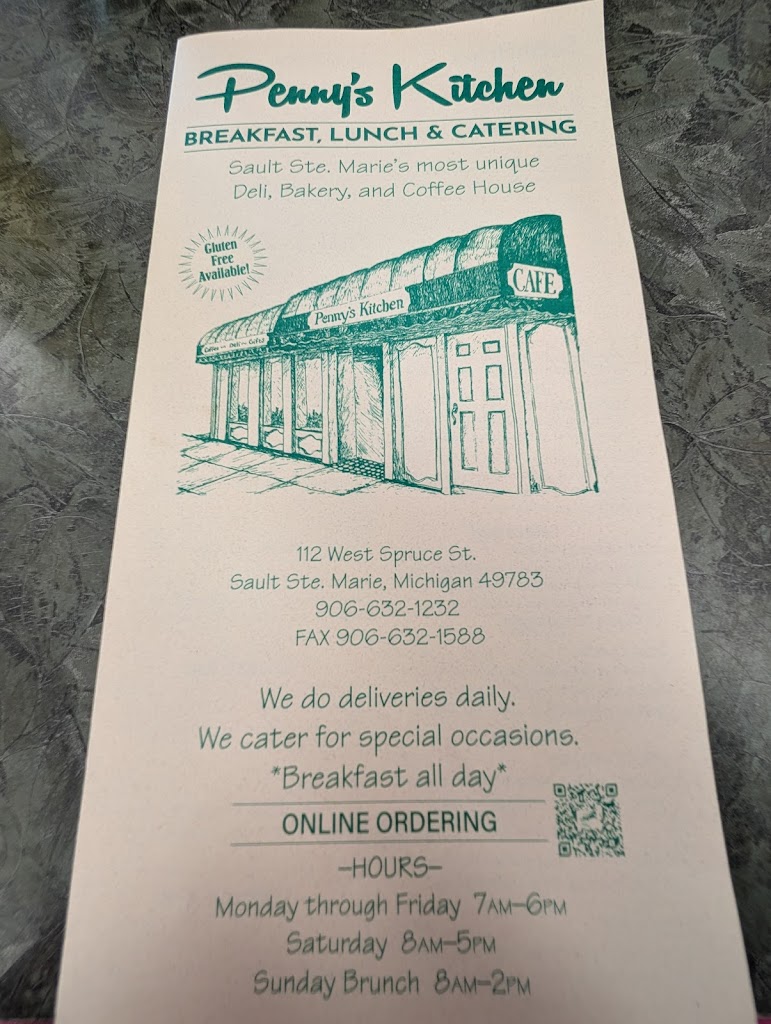 Penny's Kitchen
BREAKFAST, LUNCH & CATERING
Sault Ste. Marie's most unique
Deli, Bakery, and Coffee House
Gluten
Free
Available!
CAFE
Penny's Kitchen
Coffee — Deli — Gifts
112 West Spruce St.
Sault Ste. Marie, Michigan 49783
906-632-1232
FAX 906-632-1588
We do deliveries daily.
We cater for special occasions.
*Breakfast all day*
ONLINE ORDERING
–HOURS–
Monday through Friday 7AM–6PM
Saturday 8AM–5PM
Sunday Brunch 8AM–2PM